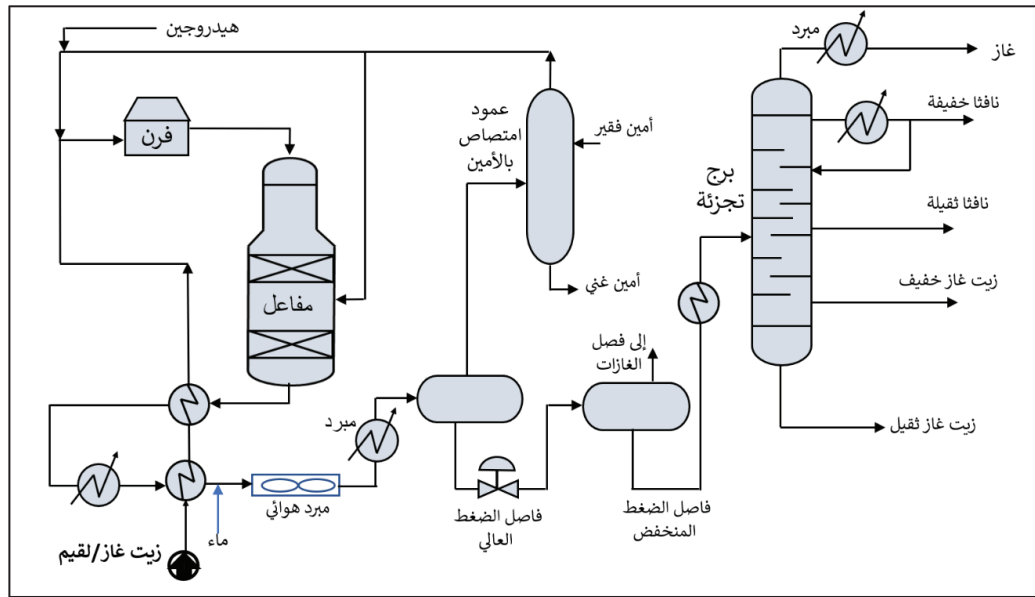 هيدروجين
مبرد
غاز
فرن
عمود
امتصاص
بالأمين
أمين فقير
نافثا خفيفة
برج
تجزئة
نافثا ثقيلة
مفاعل
أمين غني
زيت غاز خفيف
إلى فصل
الغازات
مبرد
زيت غاز ثقيل
مبرد هوائي
فاصل الضغط
العالي
فاصل الضغط
المنخفض
ماء
زيت غاز/لقيم